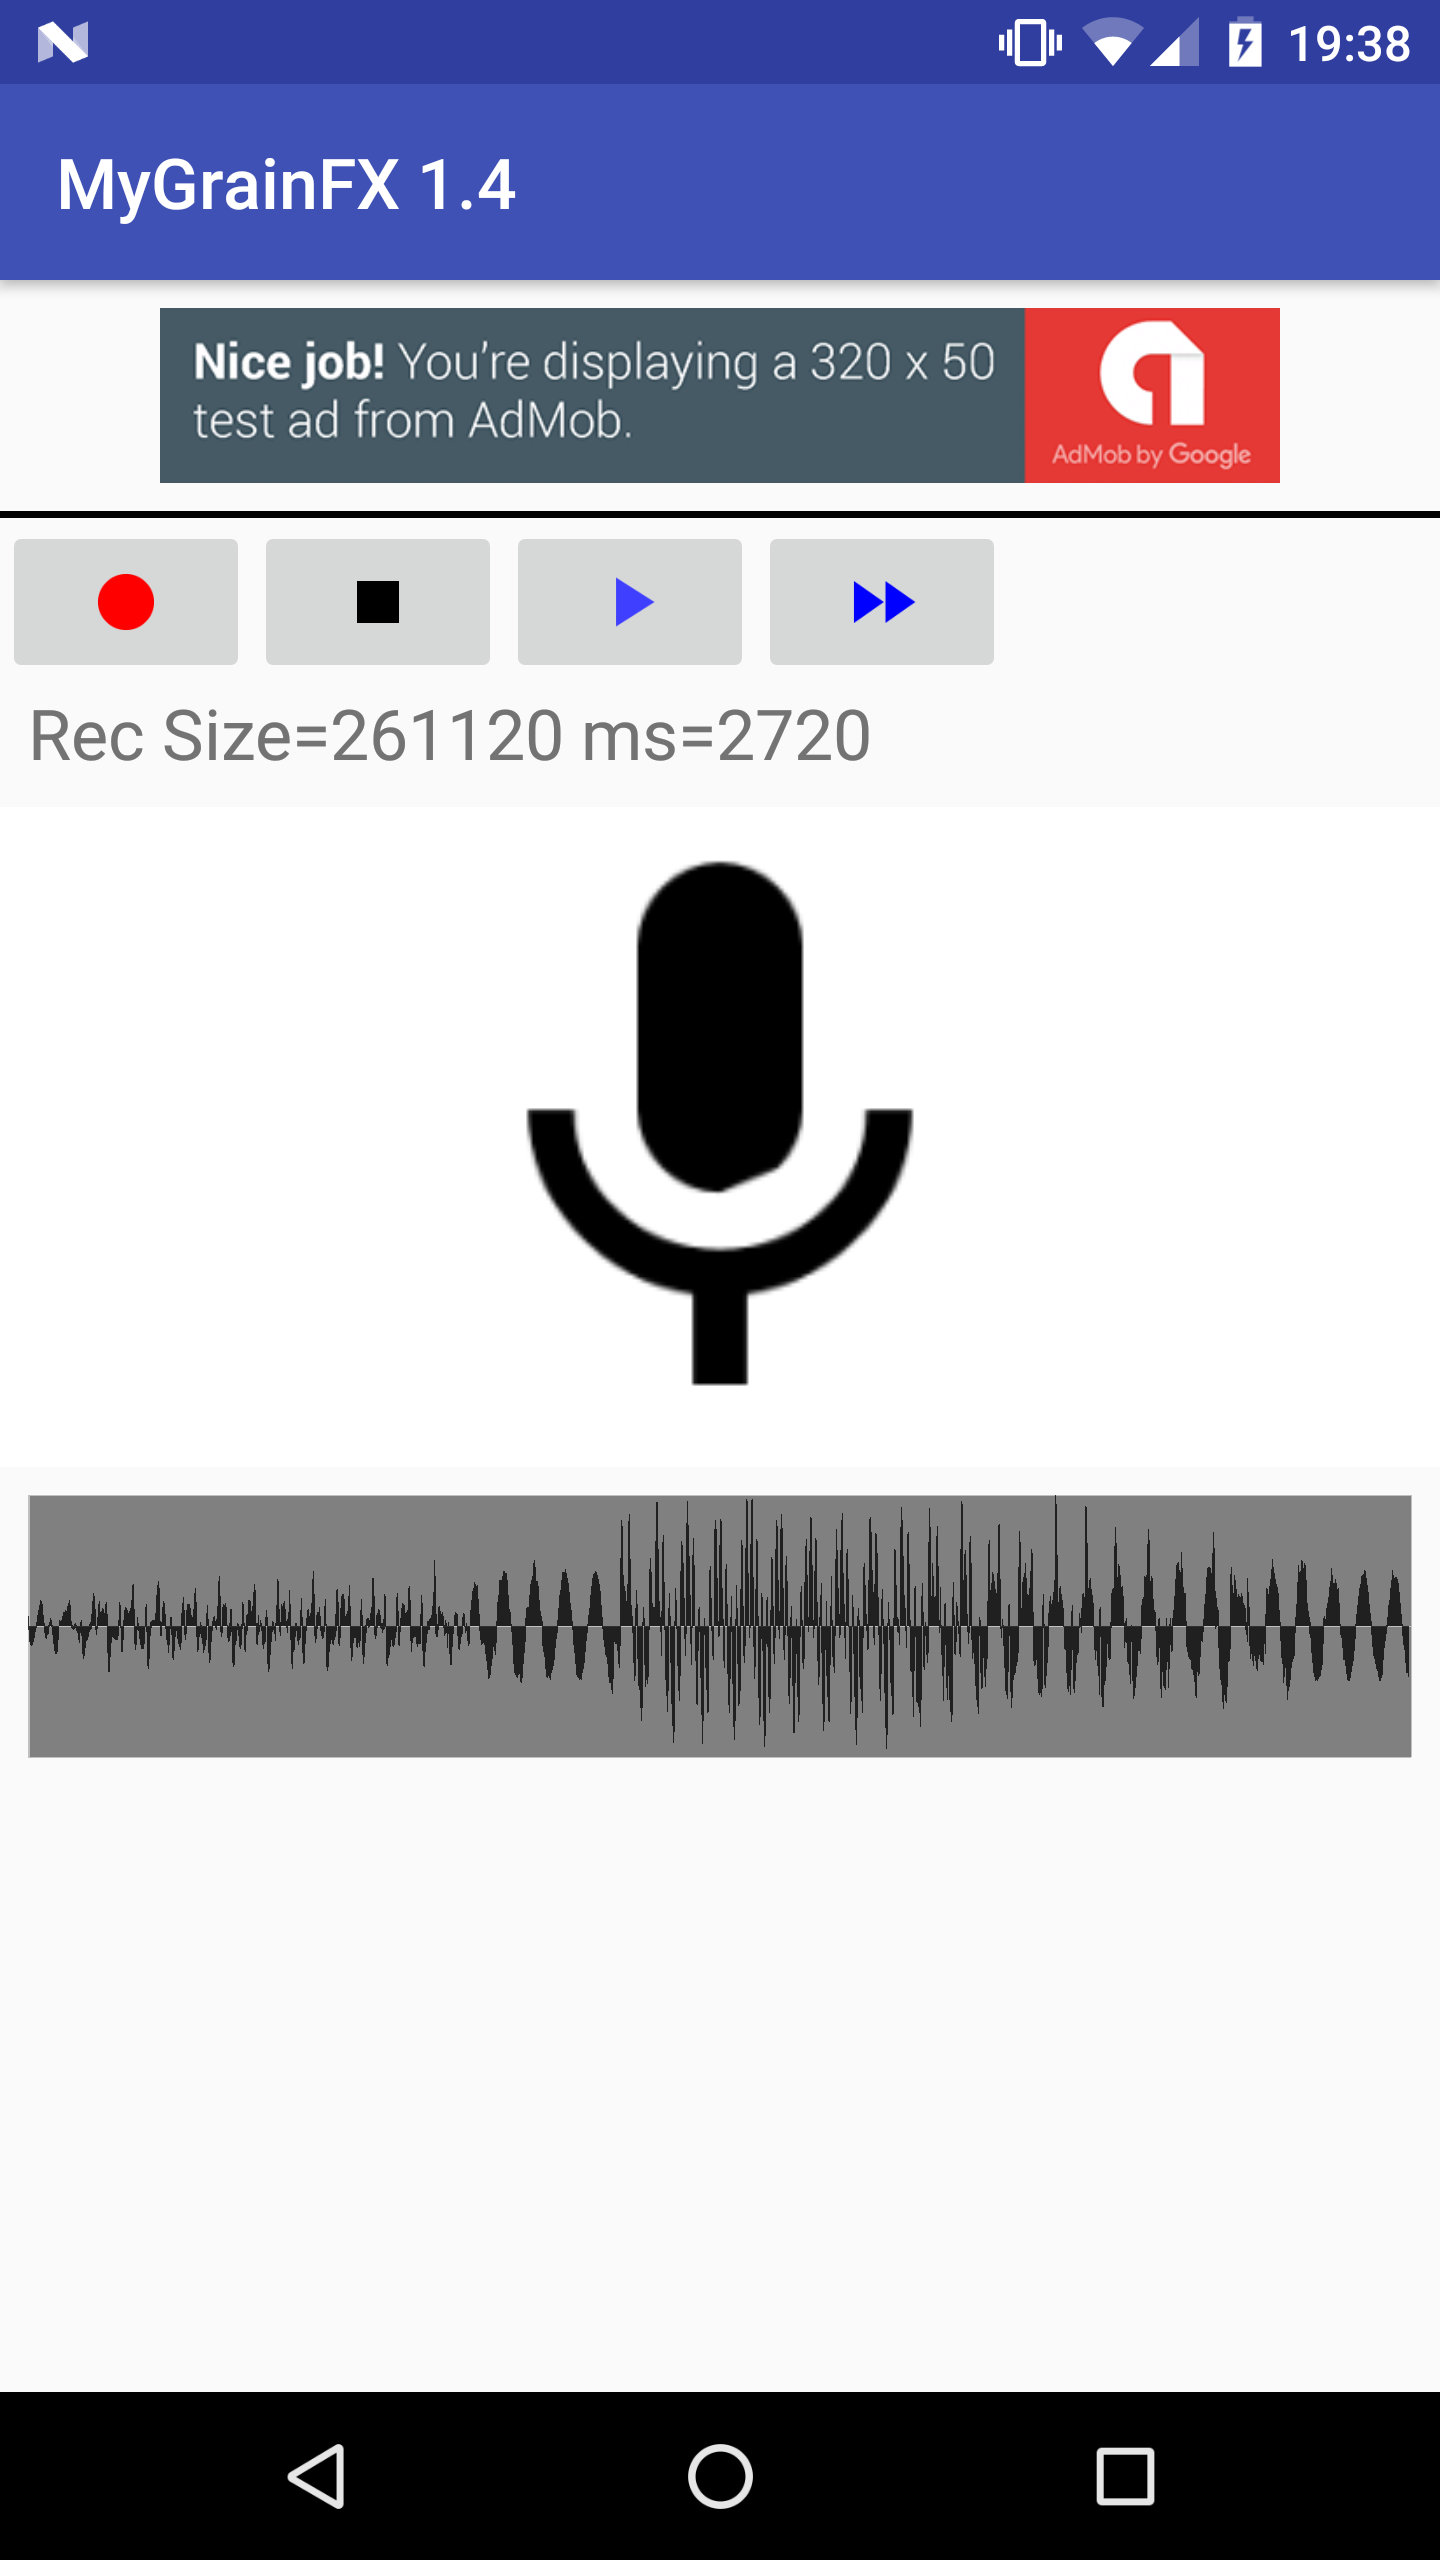 19:38
MyGrainFX 1.4
Nice job! You're displaying a 320 x 50
test ad from AdMob.
AdMob by Google
Rec Size=261120 ms=2720